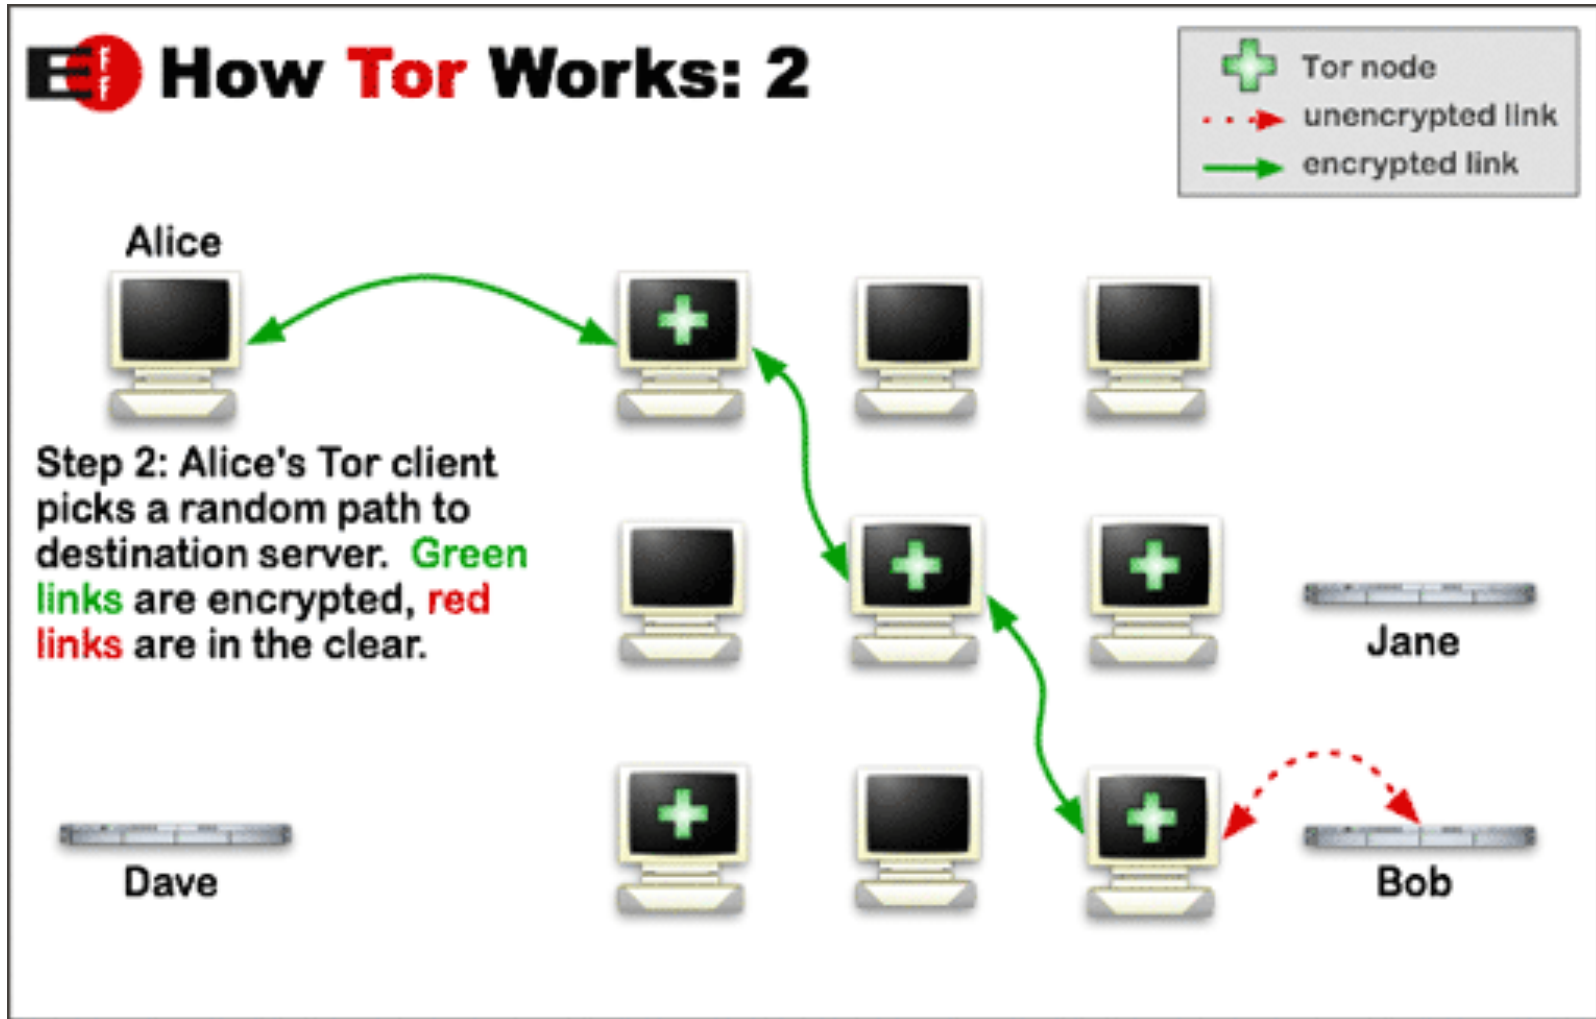 EFF How Tor Works: 2
Tor node
unencrypted link
encrypted link
Alice
Step 2: Alice's Tor client
picks a random path to
destination server. Green
links are encrypted, red
links are in the clear.
Jane
Dave
Bob